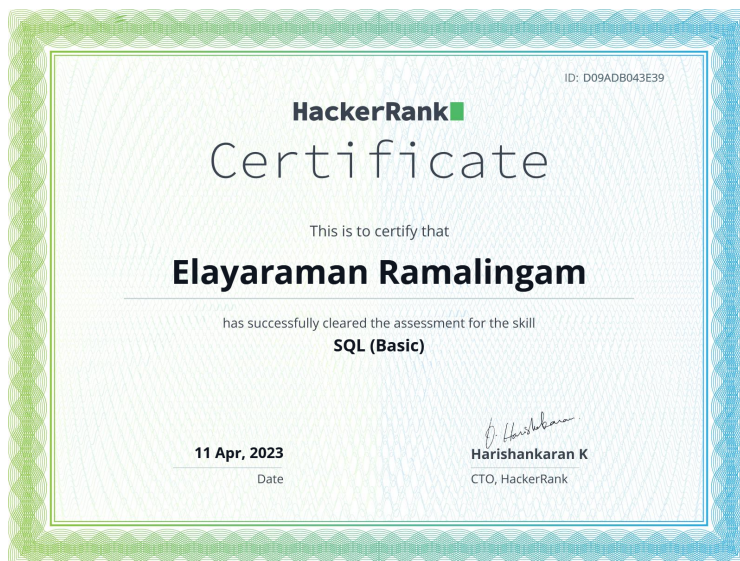 ID: D09ADB043E39
HackerRank
Certificate
This is to certify that
Elayaraman Ramalingam
has successfully cleared the assessment for the skill
SQL (Basic)
11 Apr, 2023
Date
Harishankaran K
CTO, HackerRank